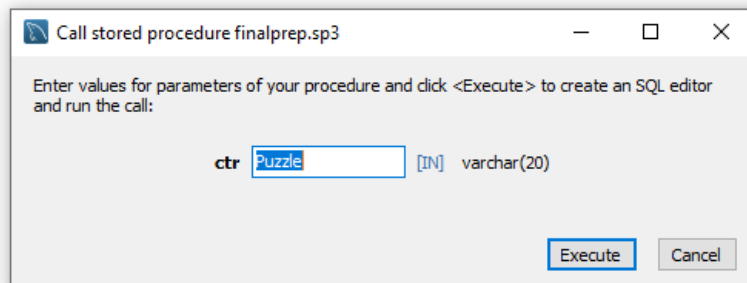 Call stored procedure finalprep.sp3
Enter values for parameters of your procedure and click <Execute> to create an SQL editor
and run the call:
ctr Puzzle [IN] varchar(20)
Execute Cancel